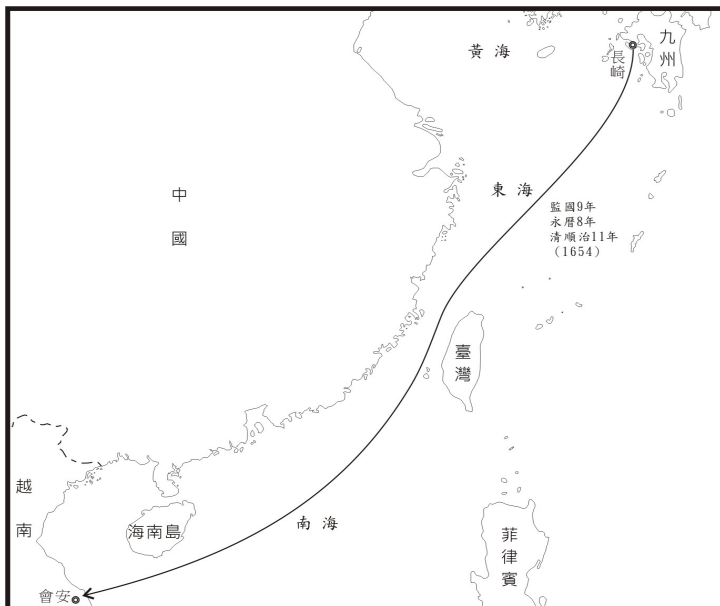 黃海
九州
長崎
中國
東海
監國9年
永曆8年
清順治11年
(1654)
臺灣
越南
海南島
南海
菲律賓
會安